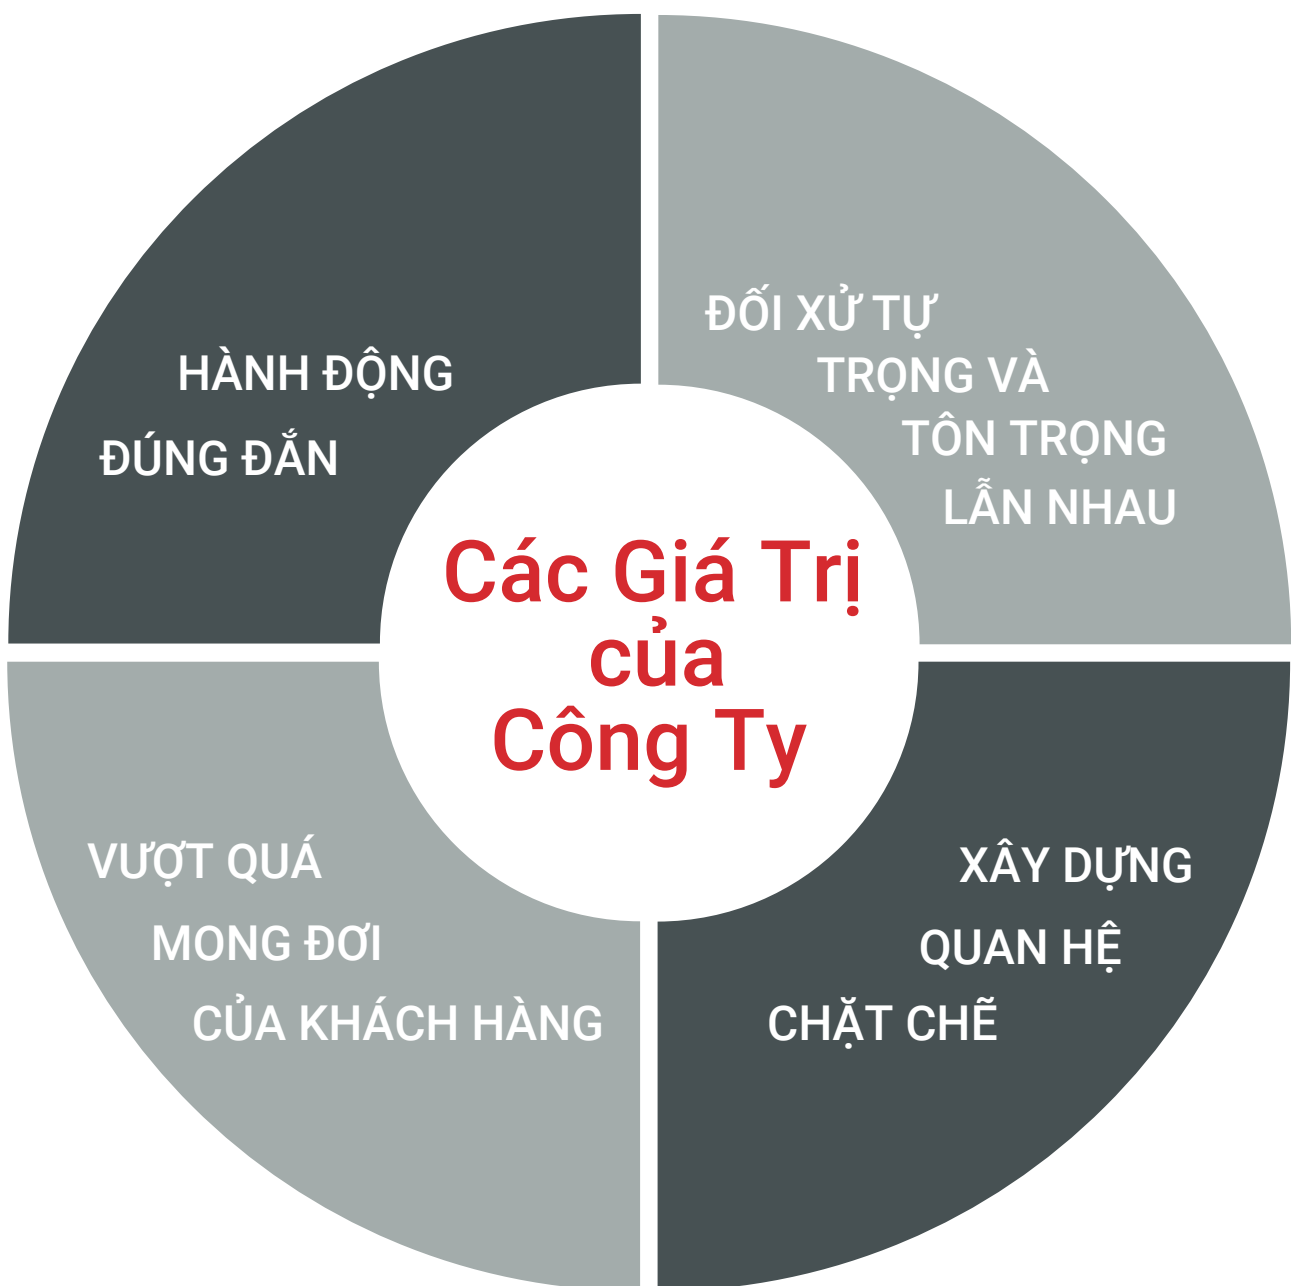 HÀNH ĐỘNG
ĐÚNG ĐẮN
ĐỐI XỬ TỰ
TRỌNG VÀ
TÔN TRỌNG
LẪN NHAU
Các Giá Trị
của
Công Ty
VƯỢT QUÁ
MONG ĐƠI
CỦA KHÁCH HÀNG
XÂY DỰNG
QUAN HỆ
CHẶT CHẼ